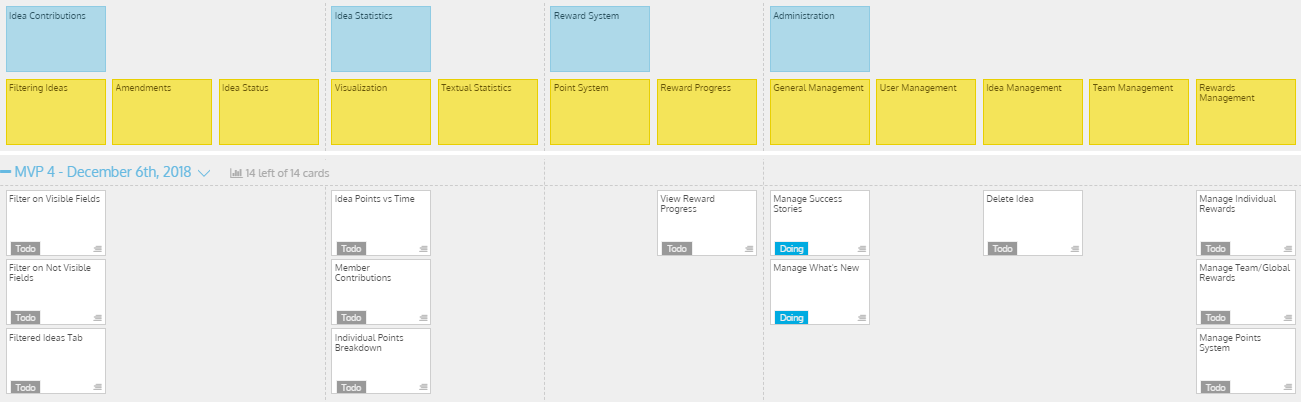 Idea Contributions
Idea Statistics
Reward System
Administration
Filtering Ideas
Amendments
Idea Status
Visualization
Textual Statistics
Point System
Reward Progress
General Management
User Management
Idea Management
Team Management
Rewards
Management
MVP 4 - December 6th, 2018
14 left of 14 cards
Filter on Visible Fields
Todo
Idea Points vs Time
Todo
View Reward
Progress
Todo
Manage Success
Stories
Doing
Delete Idea
Todo
Manage Individual
Rewards
Todo
Filter on Not Visible
Fields
Todo
Member
Contributions
Todo
Manage What's New
Doing
Manage Team/Global
Rewards
Todo
Filtered Ideas Tab
Todo
Individual Points
Breakdown
Todo
Manage Points
System
Todo